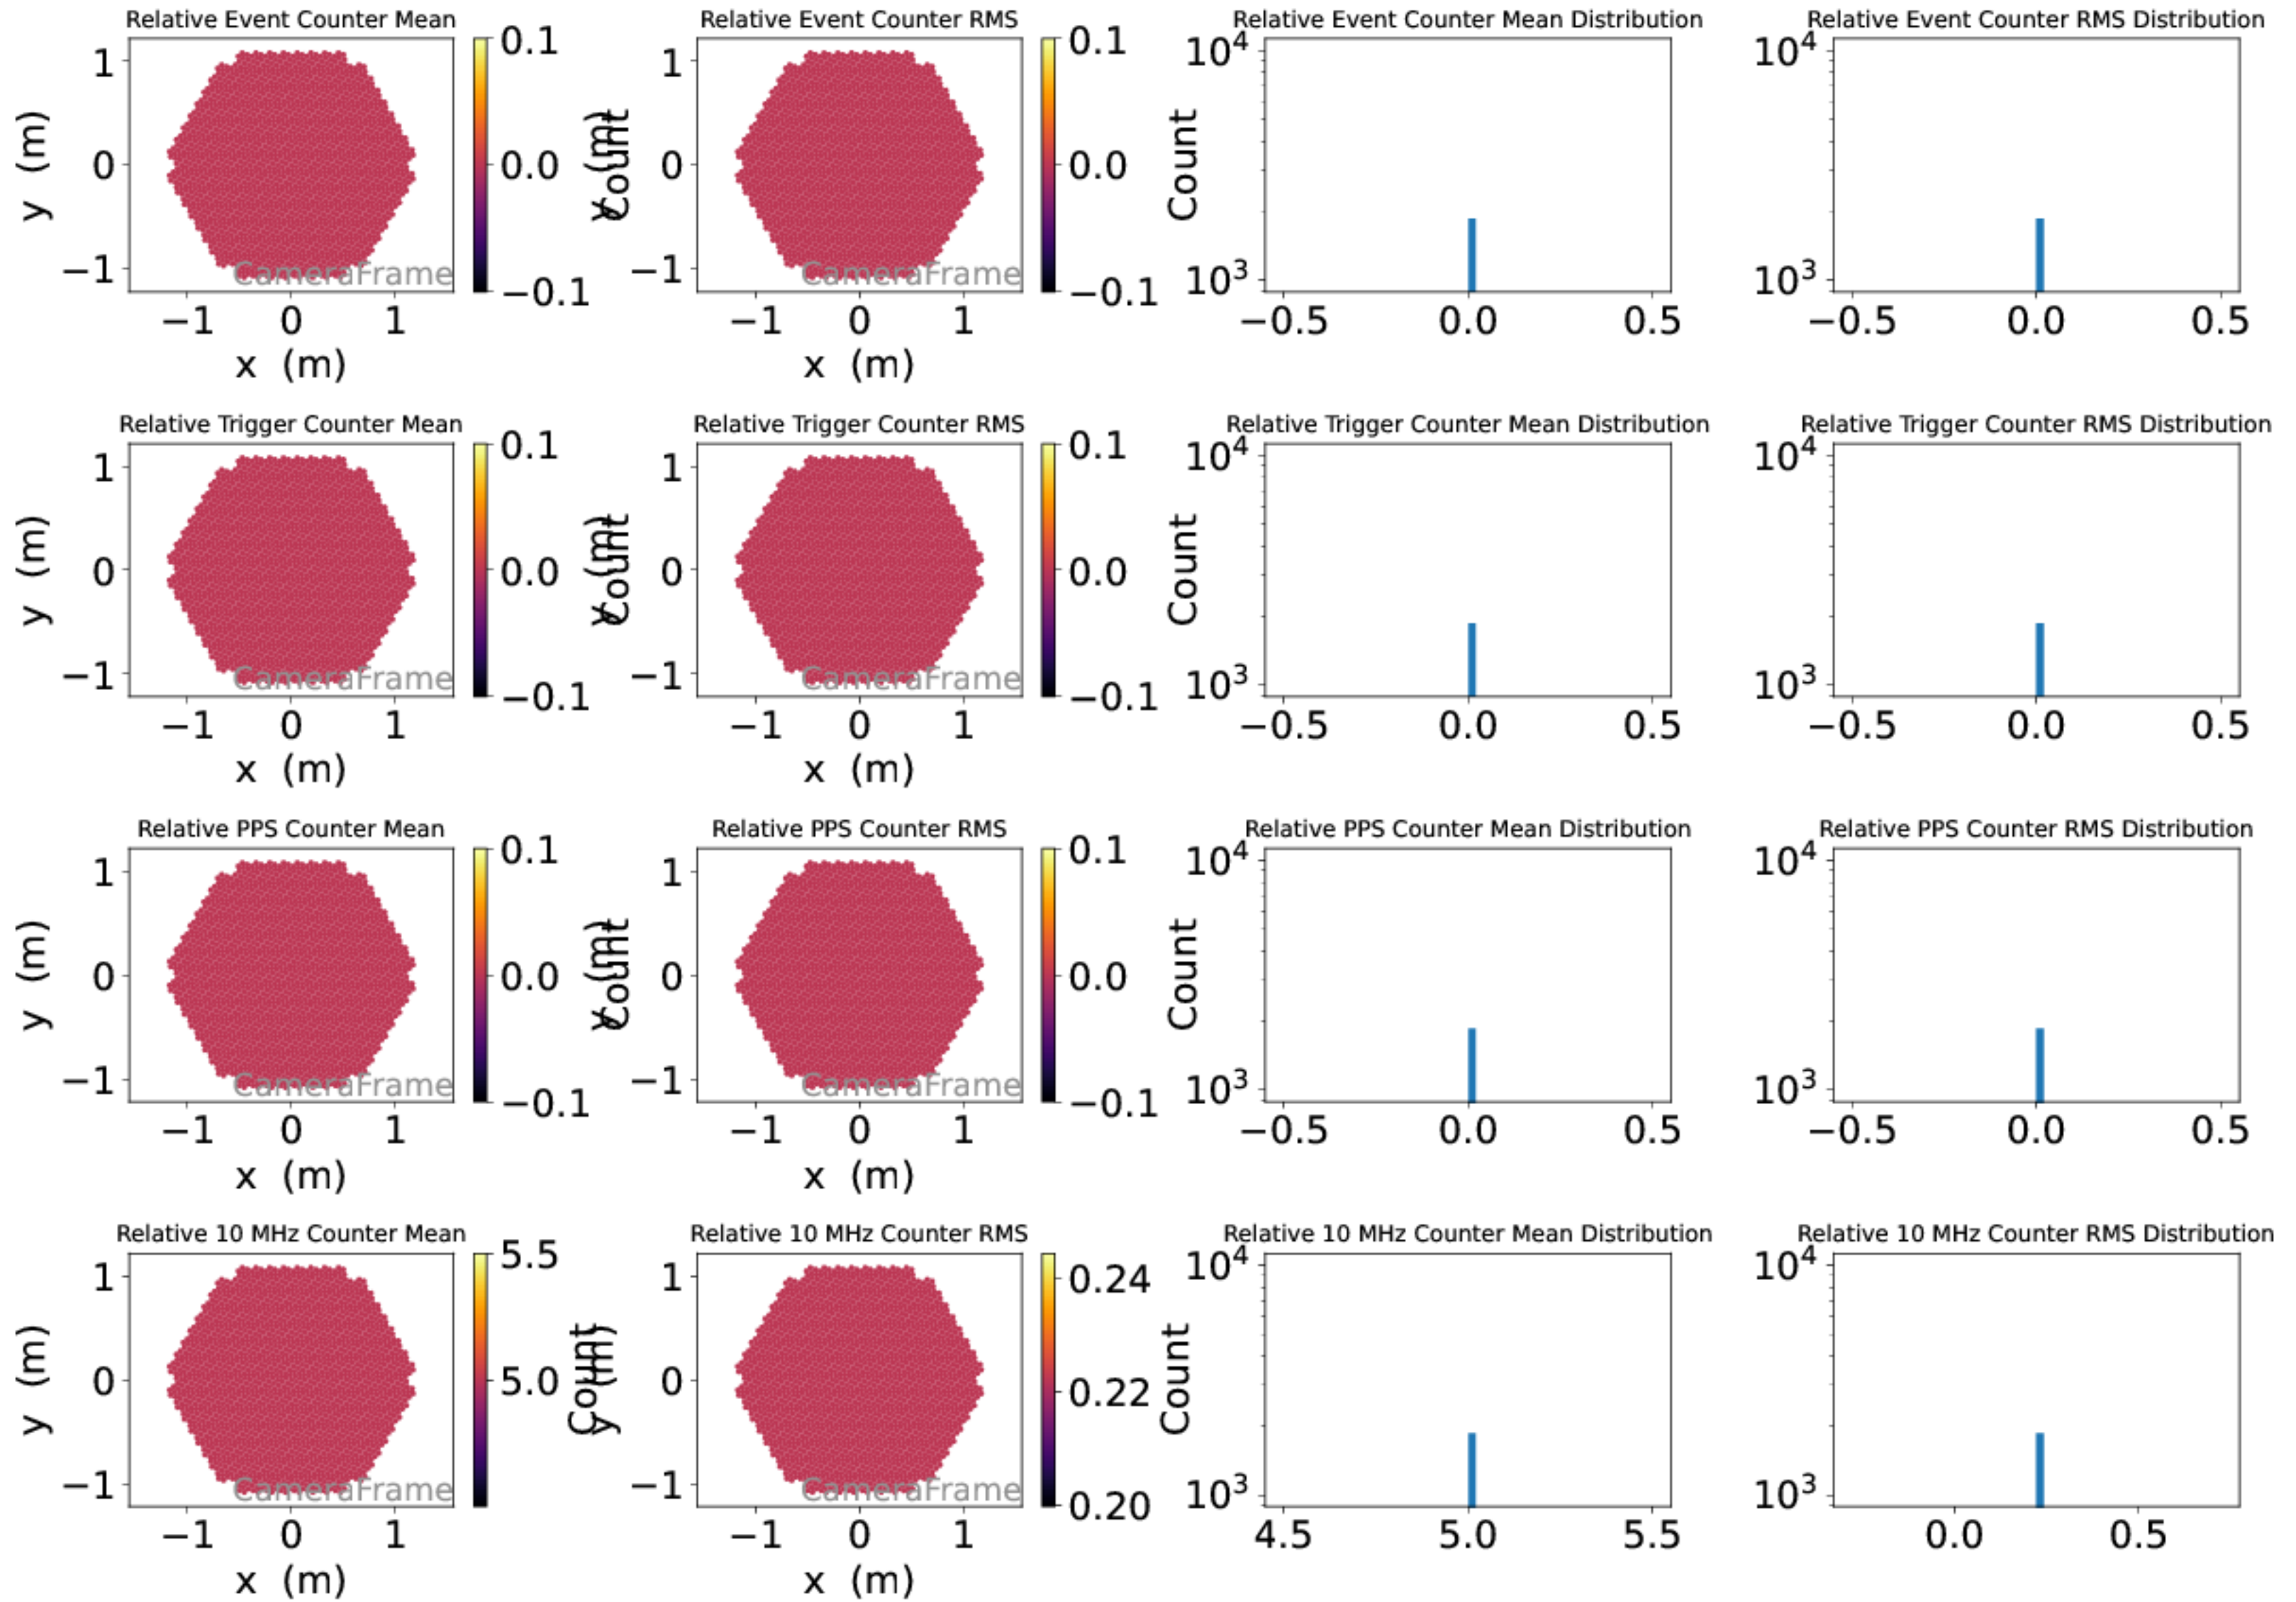 Relative Event Counter Mean
Relative Event Counter RMS
Relative Event Counter Mean Distribution
Relative Event Counter RMS Distribution
y (m)
1
0
−1
−1
0
1
x (m)
CameraFrame
0.1
0.0
−0.1
Count
y (m)
1
0
−1
−1
0
1
x (m)
CameraFrame
0.1
0.0
−0.1
Count
10⁴
10³
−0.5
0.0
0.5
10⁴
10³
−0.5
0.0
0.5
Relative Trigger Counter Mean
Relative Trigger Counter RMS
Relative Trigger Counter Mean Distribution
Relative Trigger Counter RMS Distribution
y (m)
1
0
−1
−1
0
1
x (m)
CameraFrame
0.1
0.0
−0.1
Count
y (m)
1
0
−1
−1
0
1
x (m)
CameraFrame
0.1
0.0
−0.1
Count
10⁴
10³
−0.5
0.0
0.5
10⁴
10³
−0.5
0.0
0.5
Relative PPS Counter Mean
Relative PPS Counter RMS
Relative PPS Counter Mean Distribution
Relative PPS Counter RMS Distribution
y (m)
1
0
−1
−1
0
1
x (m)
CameraFrame
0.1
0.0
−0.1
Count
y (m)
1
0
−1
−1
0
1
x (m)
CameraFrame
0.1
0.0
−0.1
Count
10⁴
10³
−0.5
0.0
0.5
10⁴
10³
−0.5
0.0
0.5
Relative 10 MHz Counter Mean
Relative 10 MHz Counter RMS
Relative 10 MHz Counter Mean Distribution
Relative 10 MHz Counter RMS Distribution
y (m)
1
0
−1
−1
0
1
x (m)
CameraFrame
5.5
5.0
Count
y (m)
1
0
−1
−1
0
1
x (m)
CameraFrame
0.24
0.22
0.20
Count
10⁴
10³
4.5
5.0
5.5
10⁴
10³
0.0
0.5